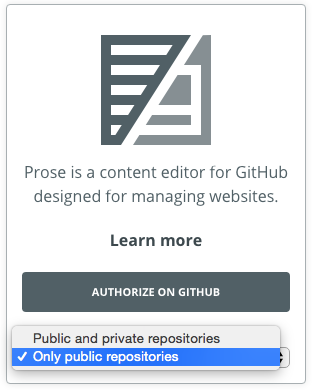 Prose is a content editor for GitHub
designed for managing websites.
Learn more
AUTHORIZE ON GITHUB
Public and private repositories
✓ Only public repositories